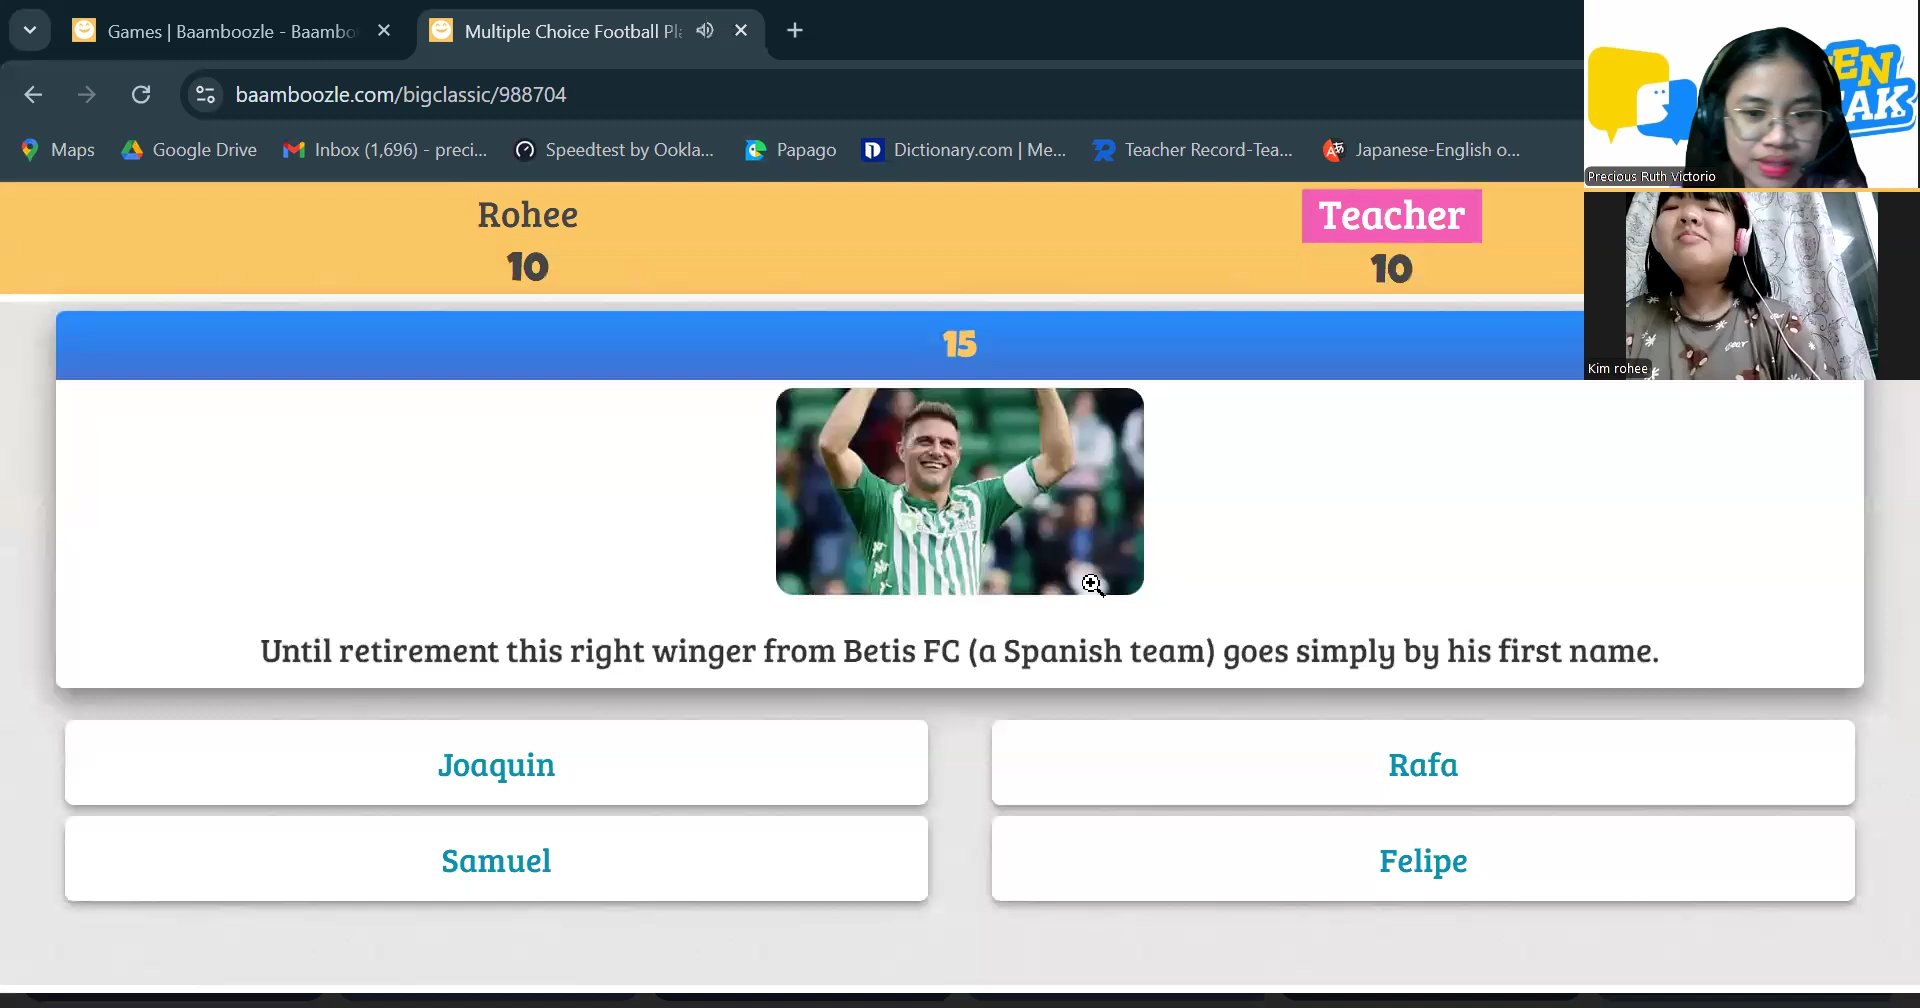 Games | Baamboozle - Baambo
Multiple Choice Football Pl
baamboozle.com/bigclassic/988704
Maps
Google Drive
Inbox (1,696) - preci...
Speedtest by Ookla...
Papago
Dictionary.com | Me...
Teacher Record-Tea...
Japanese-English o...
EN
AK
Precious Ruth Victorio
Kim rohee
Rohee
Teacher
10
10
15
Until retirement this right winger from Betis FC (a Spanish team) goes simply by his first name.
Joaquin
Rafa
Samuel
Felipe